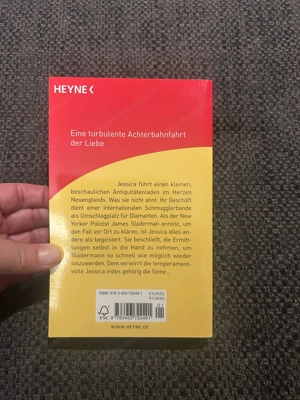 HEYNE<
Eine turbulente Achterbahnfahrt
der Liebe
Jessica führt einen kleinen,
beschaulichen Antiquitätenladen im Herzen
Neuenglands. Was sie nicht ahnt: Ihr Geschäft
dient einer internationalen Schmugglerbande
als Umschlagplatz für Diamanten. Als der New
Yorker Polizist James Sladerman anreist, um
den Fall vor Ort zu klären, ist Jessica alles an-
dere als begeistert. Sie beschließt, die Ermitt-
lungen selbst in die Hand zu nehmen, um
Sladermann so schnell wie möglich wieder
loszuwerden. Dem verwirrt die temperament-
volle Jessica indes gehörig die Sinne ...
FSC
WWW.HEYNE.DE